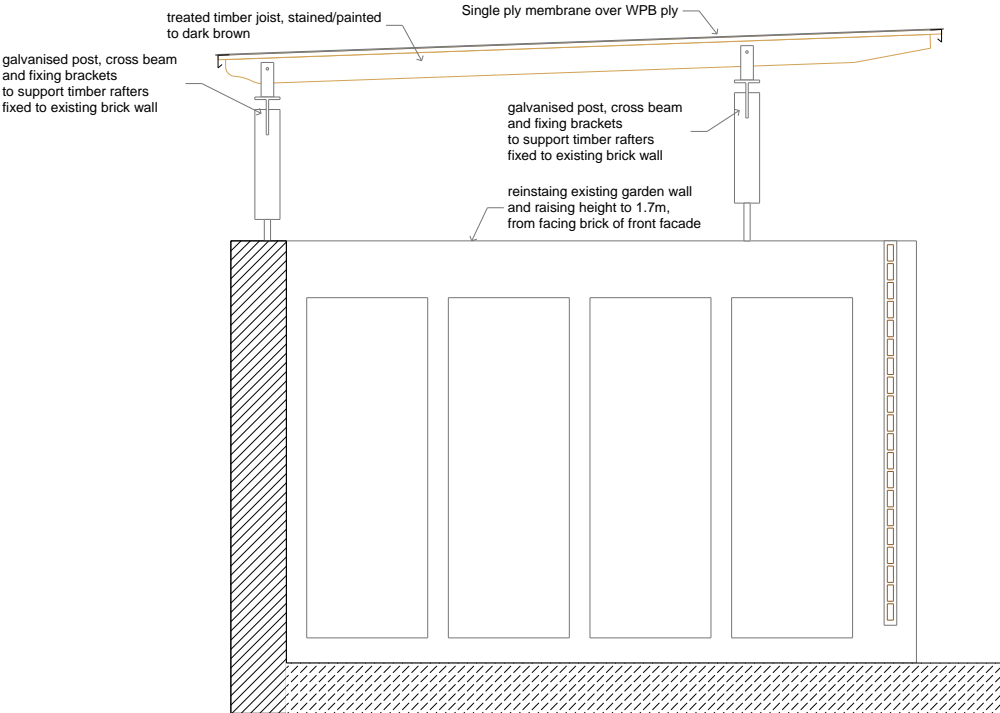 Single ply membrane over WPB ply
treated timber joist, stained/painted
to dark brown
galvanised post, cross beam
and fixing brackets
to support timber rafters
fixed to existing brick wall
galvanised post, cross beam
and fixing brackets
to support timber rafters
fixed to existing brick wall
reinstaing existing garden wall
and raising height to 1.7m,
from facing brick of front facade